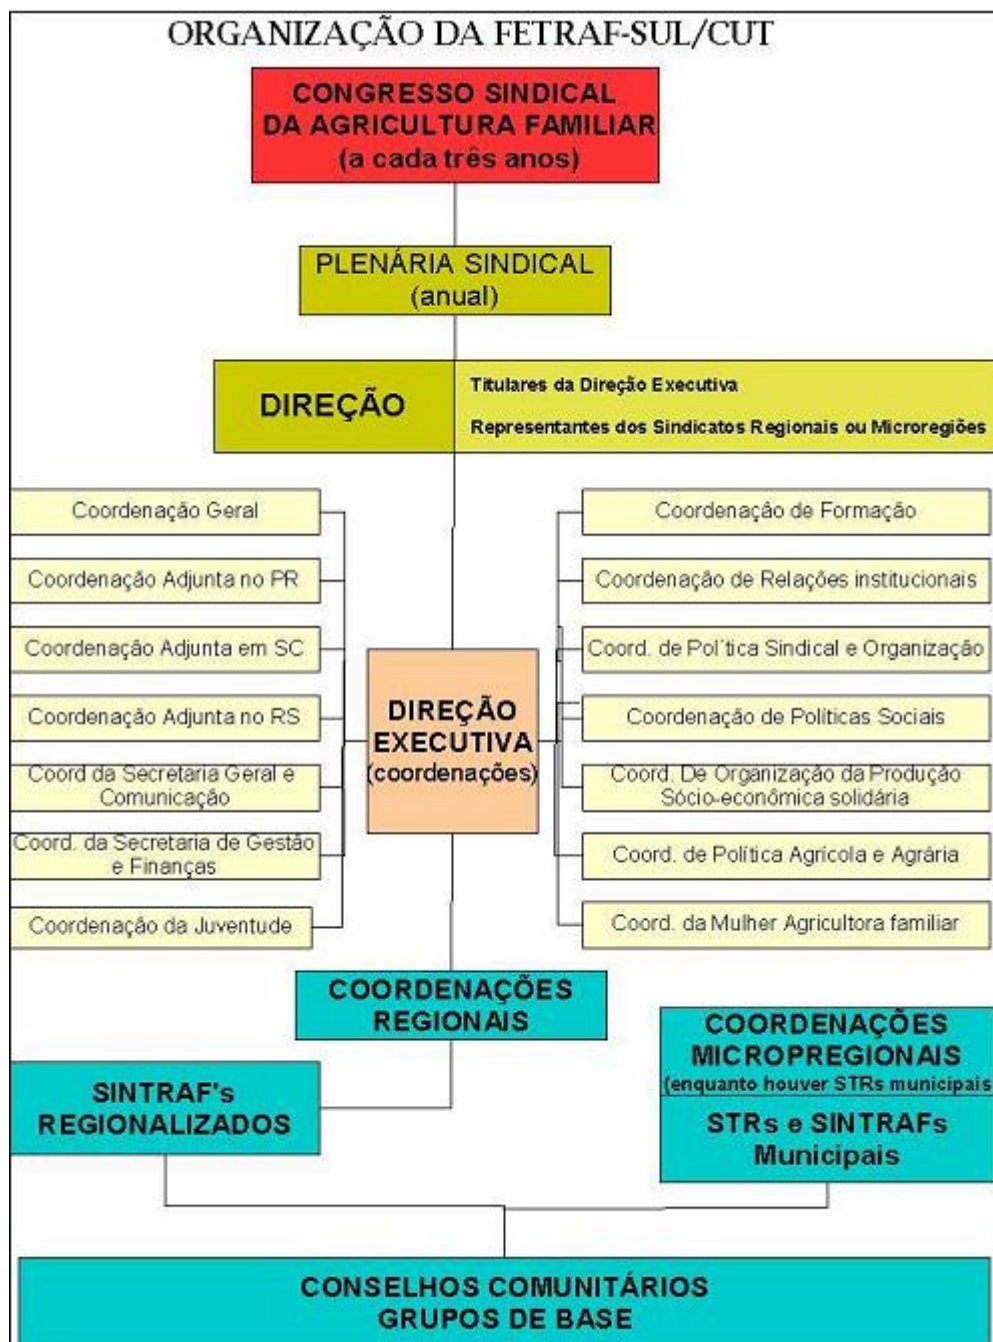 ORGANIZAÇÃO DA FETRAF-SUL/CUT
CONGRESSO SINDICAL
DA AGRICULTURA FAMILIAR
(a cada três anos)
PLENÁRIA SINDICAL
(anual)
DIREÇÃO
Titulares da Direção Executiva
Representantes dos Sindicatos Regionais ou Microregiões
Coordenação Geral
Coordenação Adjunta no PR
Coordenação Adjunta em SC
Coordenação Adjunta no RS
Coord da Secretaria Geral e
Comunicação
Coord. da Secretaria de Gestão
e Finanças
Coordenação da Juventude
DIREÇÃO
EXECUTIVA
(coordenações)
Coordenação de Formação
Coordenação de Relações institucionais
Coord. de Pol´tica Sindical e Organização
Coordenação de Políticas Sociais
Coord. De Organização da Produção
Sócio-econômica solidária
Coord. de Política Agrícola e Agrária
Coord. da Mulher Agricultora familiar
COORDENAÇÕES
REGIONAIS
SINTRAF's
REGIONALIZADOS
COORDENAÇÕES
MICROPREGIONAIS
(enquanto houver STRs municipais
STRs e SINTRAFs
Municipais
CONSELHOS COMUNITÁRIOS
GRUPOS DE BASE